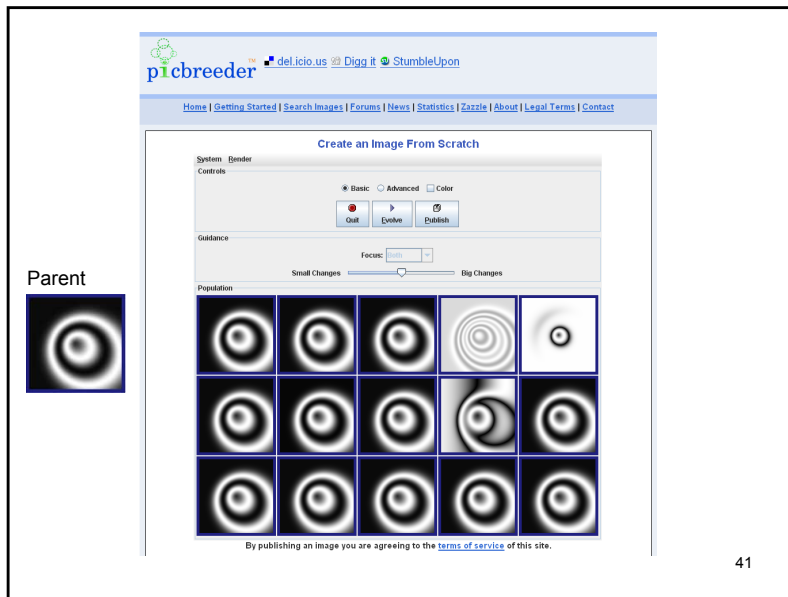 picbreeder™ del.icio.us Digg it StumbleUpon
Home | Getting Started | Search Images | Forums | News | Statistics | Zazzle | About | Legal Terms | Contact
Create an Image From Scratch
System Render
Controls
Basic Advanced Color
Quit Evolve Publish
Guidance
Focus: Both
Small Changes Big Changes
Parent
Population
By publishing an image you are agreeing to the terms of service of this site.
41